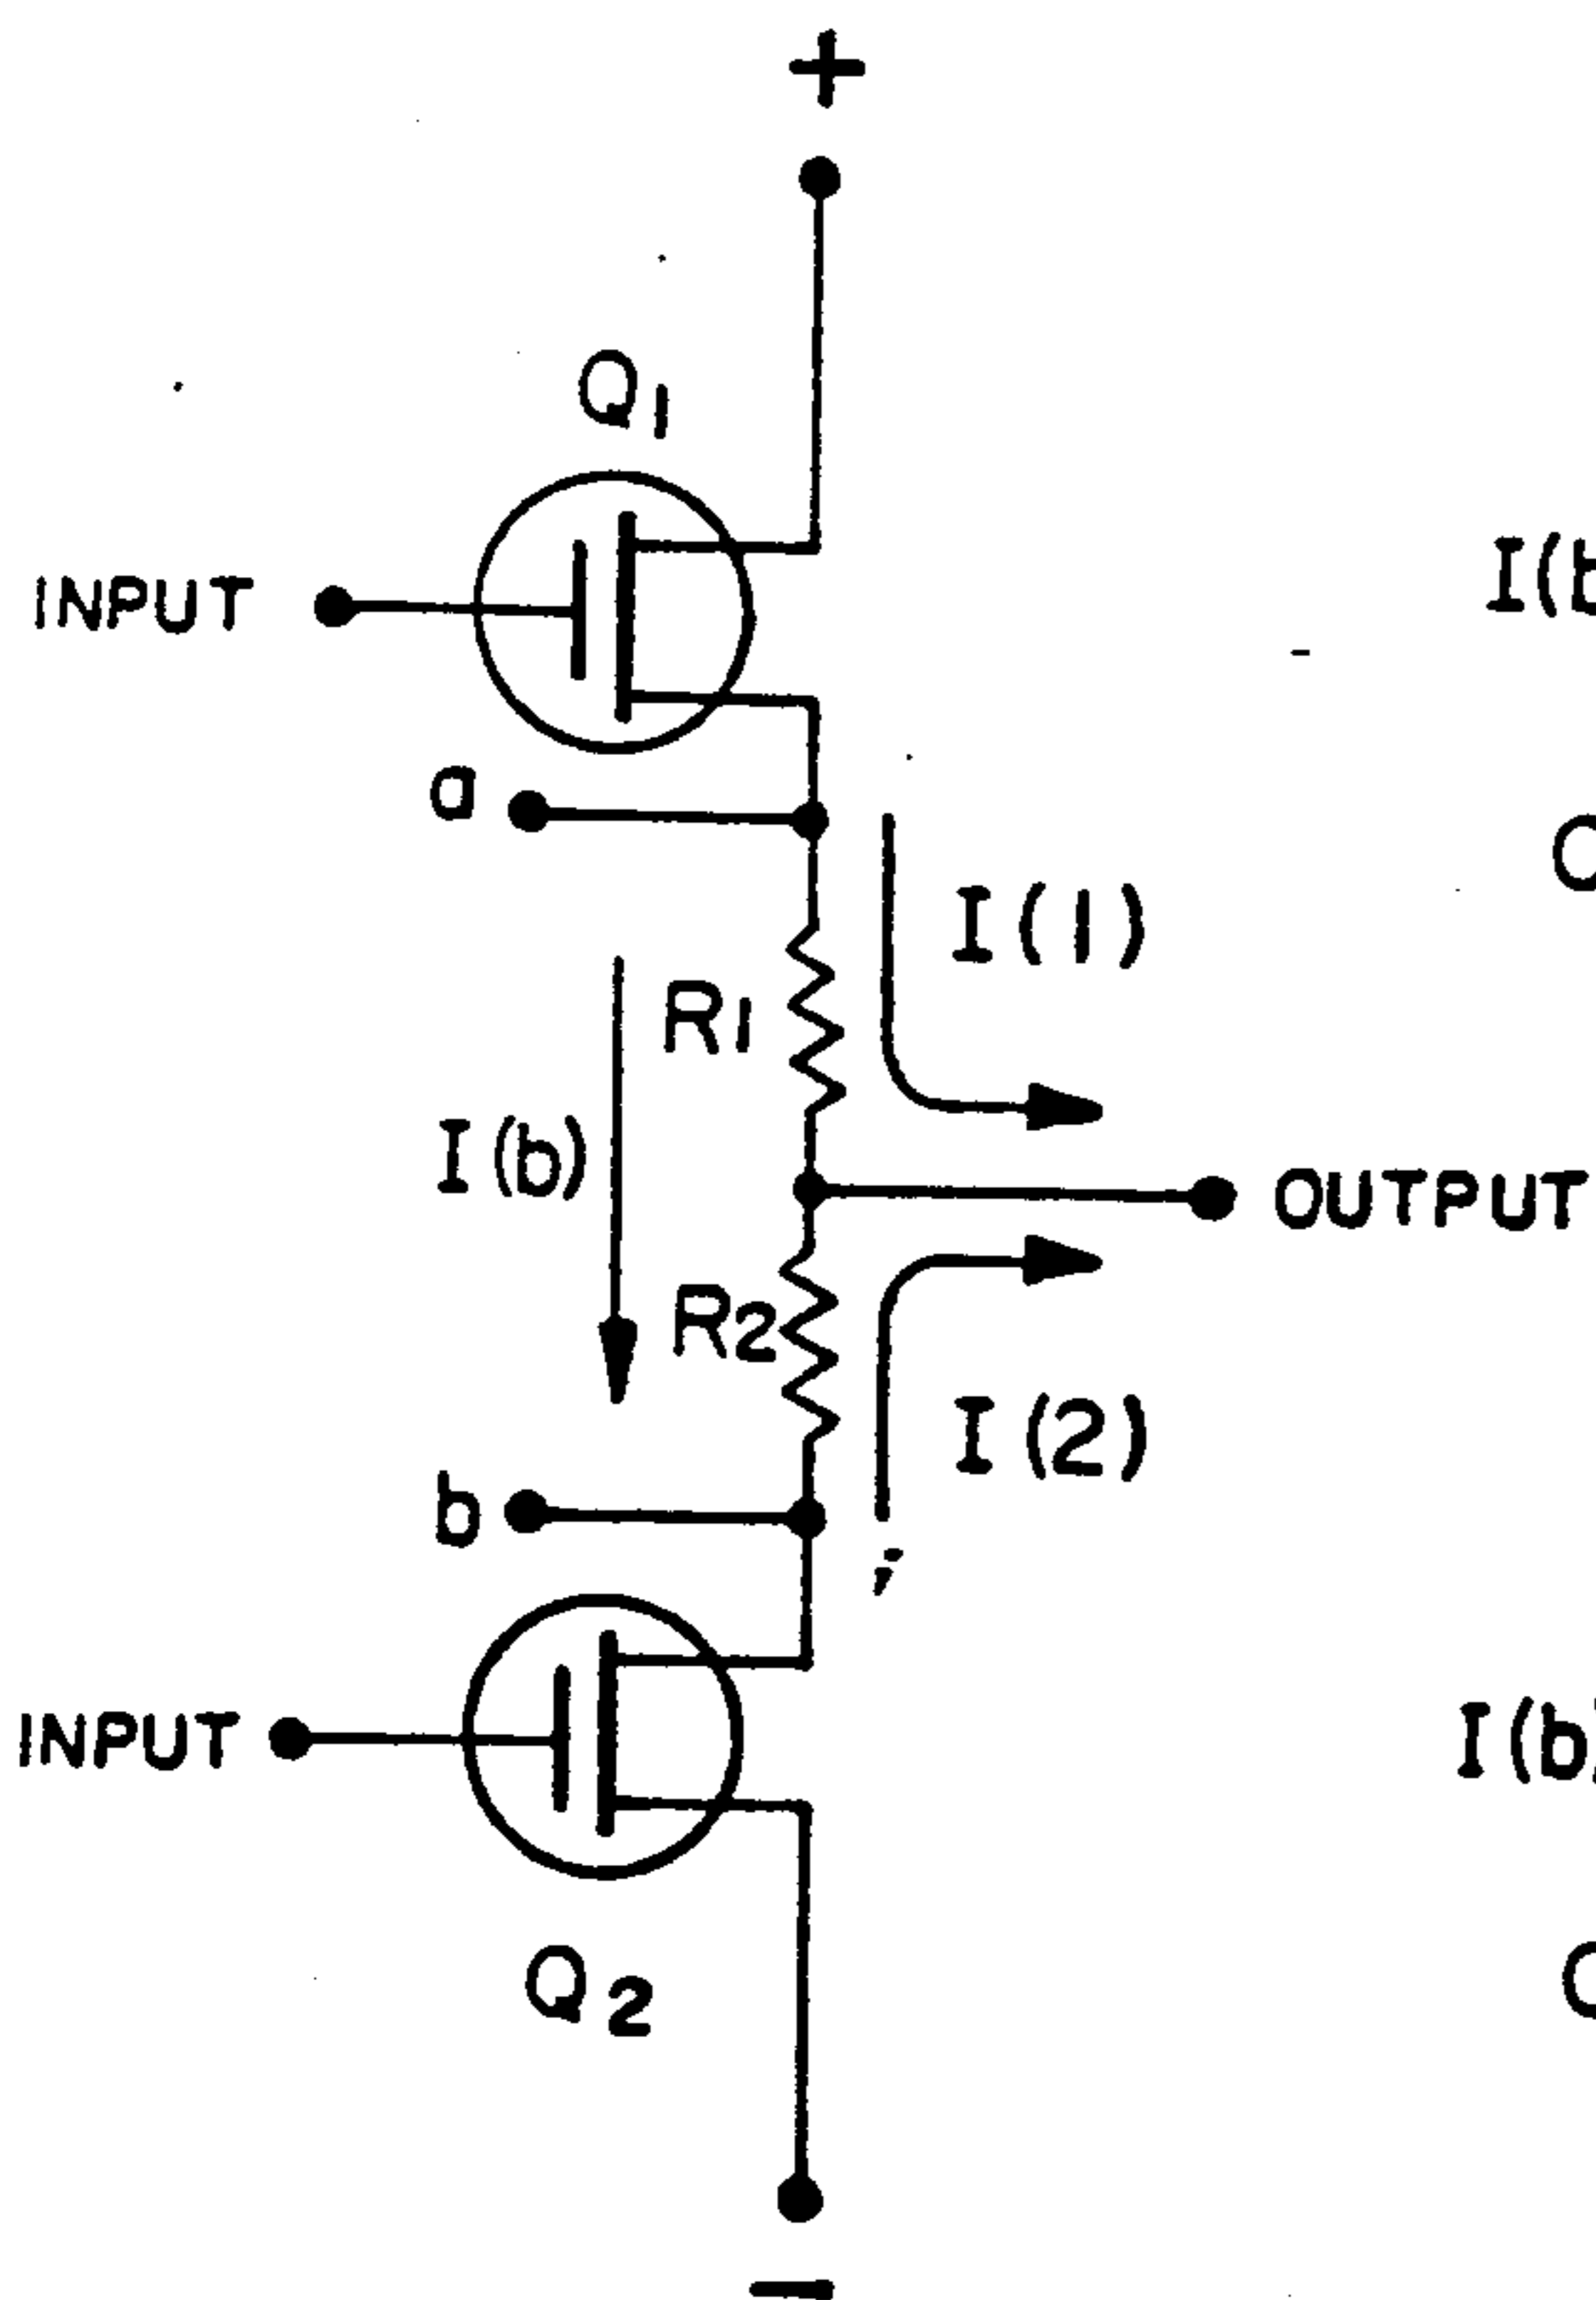 +
Q1
INPUT
a
I(1)
R1
I(b)
OUTPUT
R2
I(2)
b
INPUT
I(b)
Q2
−